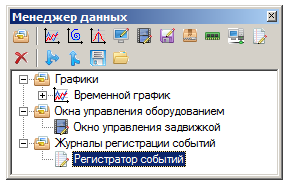 Менеджер данных
Графики
Временной график
Окна управления оборудованием
Окно управления задвижкой
Журналы регистрации событий
Регистратор событий